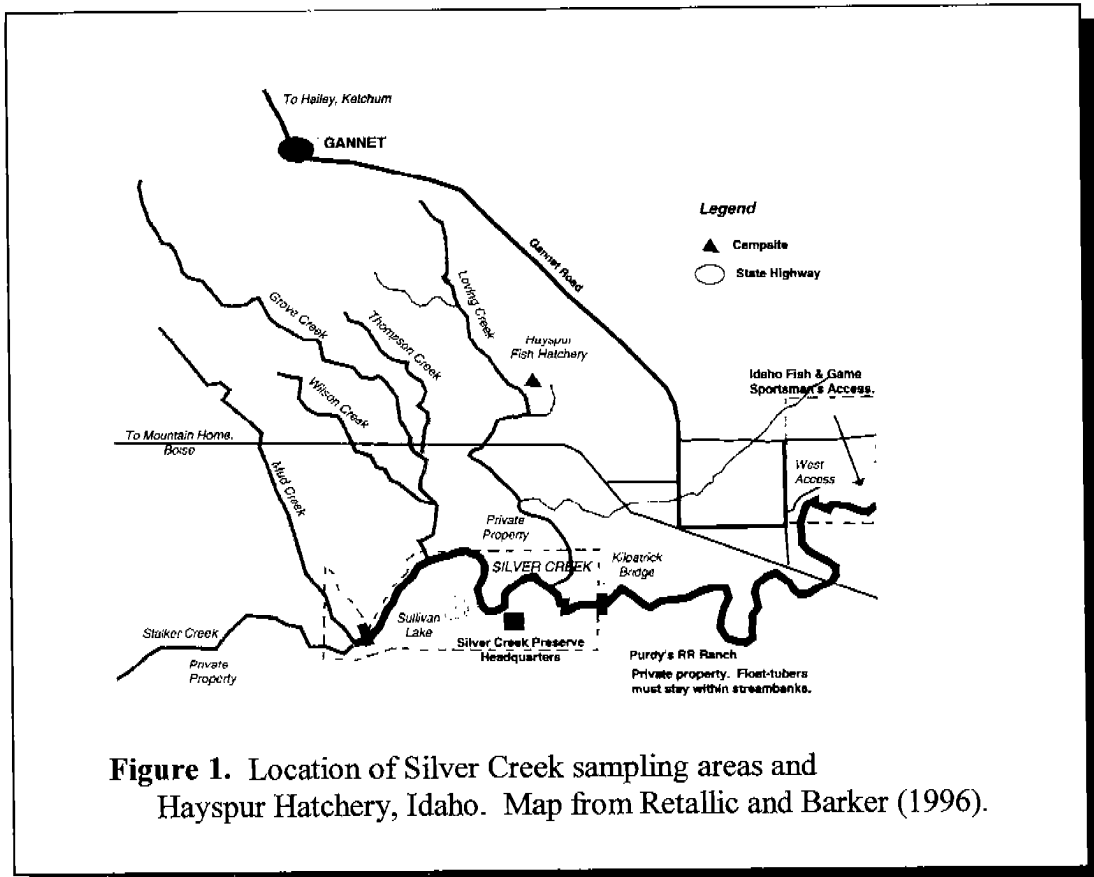 To Hailey, Ketchum
GANNET
Legend
Campsite
State Highway
Gannet Road
Loving Creek
Grove Creek
Thompson Creek
Wilson Creek
Hayspur
Fish Hatchery
Idaho Fish & Game
Sportsman's Access.
To Mountain Home,
Boise
Mud Creek
West
Access
Private
Property
SILVER CREEK
Kilpatrick
Bridge
Stalker Creek
Private
Property
Sullivan
Lake
Silver Creek Preserve
Headquarters
Purdy's RR Ranch
Private property. Float-tubers
must stay within streambanks.
Figure 1. Location of Silver Creek sampling areas and
Hayspur Hatchery, Idaho. Map from Retallic and Barker (1996).